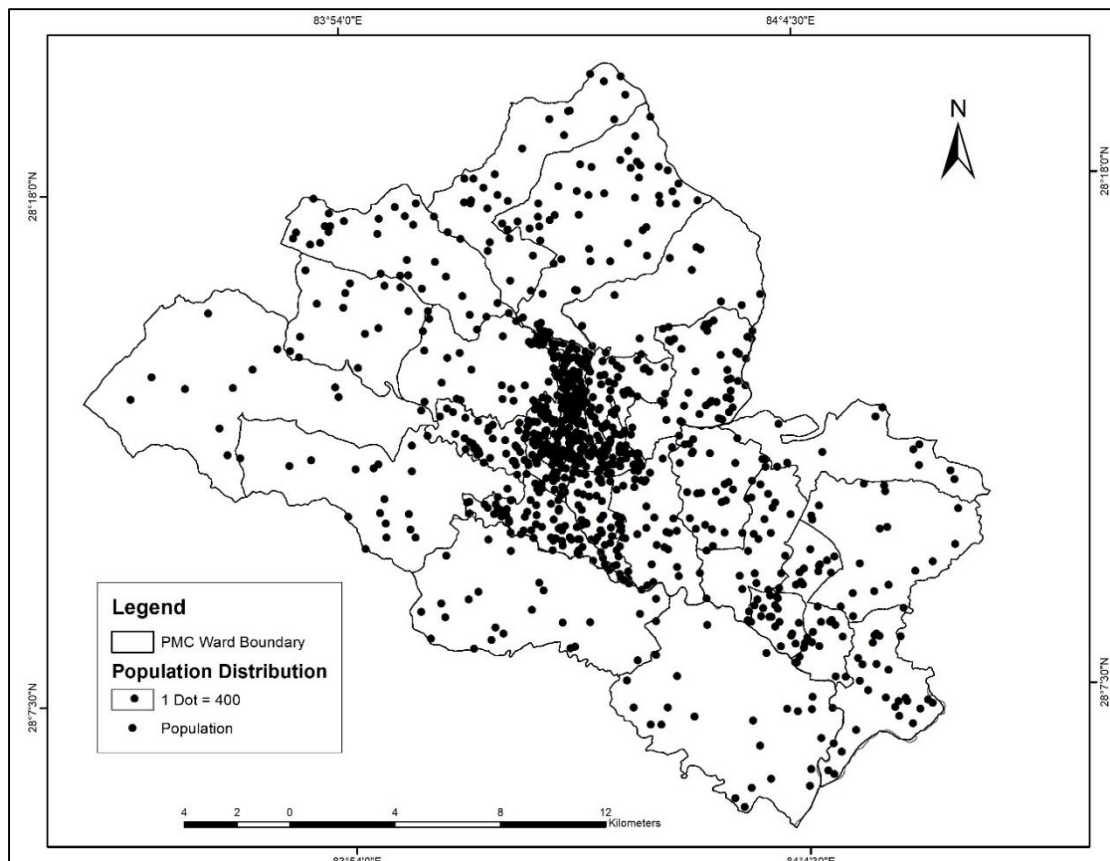 83°54'0"E 84°4'30"E
N
28°18'0"N 28°18'0"N
Legend
PMC Ward Boundary
Population Distribution
1 Dot = 400
Population
28°7'30"N 28°7'30"N
4 2 0 4 8 12
Kilometers
83°54'0"E 84°4'30"E